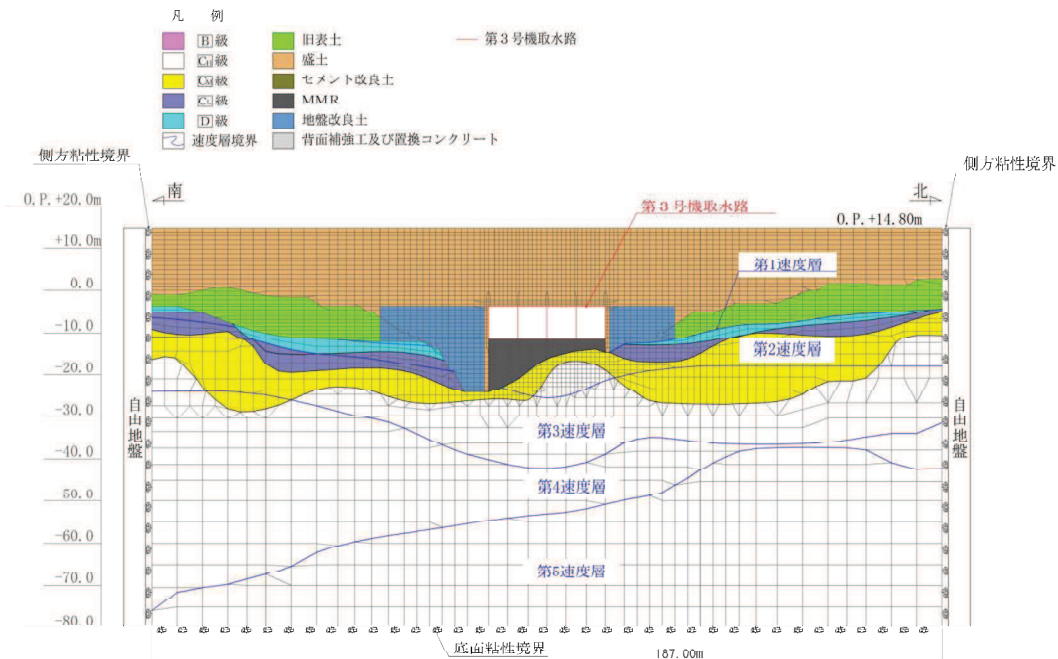 凡 例
B級
CH級
CM級
CL級
D級
速度層境界
旧表土
盛土
セメント改良土
MMR
地盤改良土
背面補強工及び置換コンクリート
第3号機取水路
側方粘性境界
側方粘性境界
O.P.+20.0m
南
北
第3号機取水路
O.P.+14.80m
+10.0m
第1速度層
0.0
-10.0
第2速度層
-20.0
-30.0
自由地盤
自由地盤
第3速度層
-40.0
第4速度層
-50.0
-60.0
第5速度層
-70.0
-80.0
底面粘性境界
187.00m